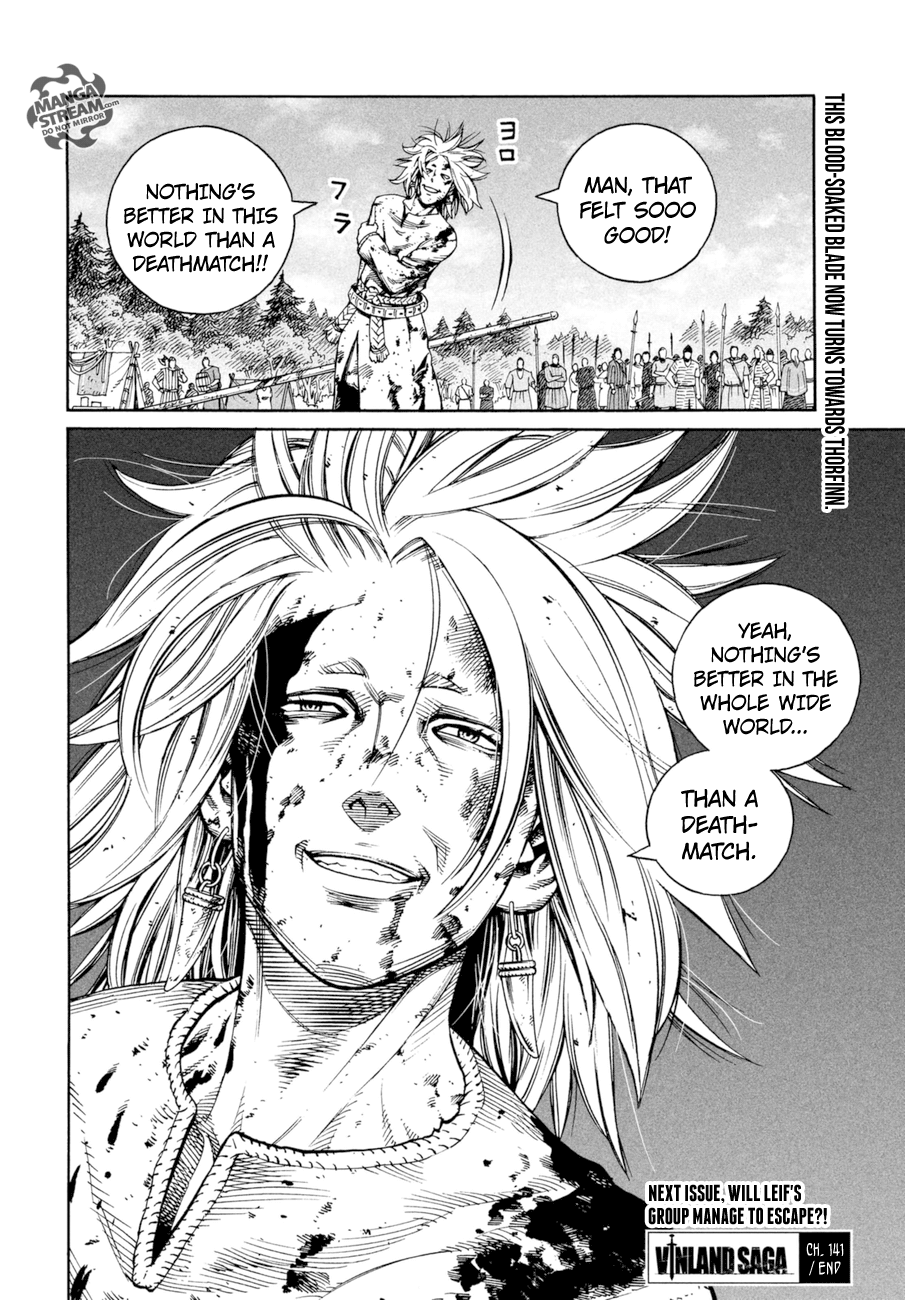 MANGA
STREAM.com
DO NOT MIRROR
MAN, THAT
FELT SOOO
GOOD!
ヨロ
フラ
NOTHING'S
BETTER IN THIS
WORLD THAN A
DEATHMATCH!!
THIS BLOOD-SOAKED BLADE NOW TURNS TOWARDS THORFINN.
YEAH,
NOTHING'S
BETTER IN THE
WHOLE WIDE
WORLD...
THAN A
DEATH-
MATCH.
NEXT ISSUE, WILL LEIF'S
GROUP MANAGE TO ESCAPE?!
VINLAND SAGA
CH. 141
/ END